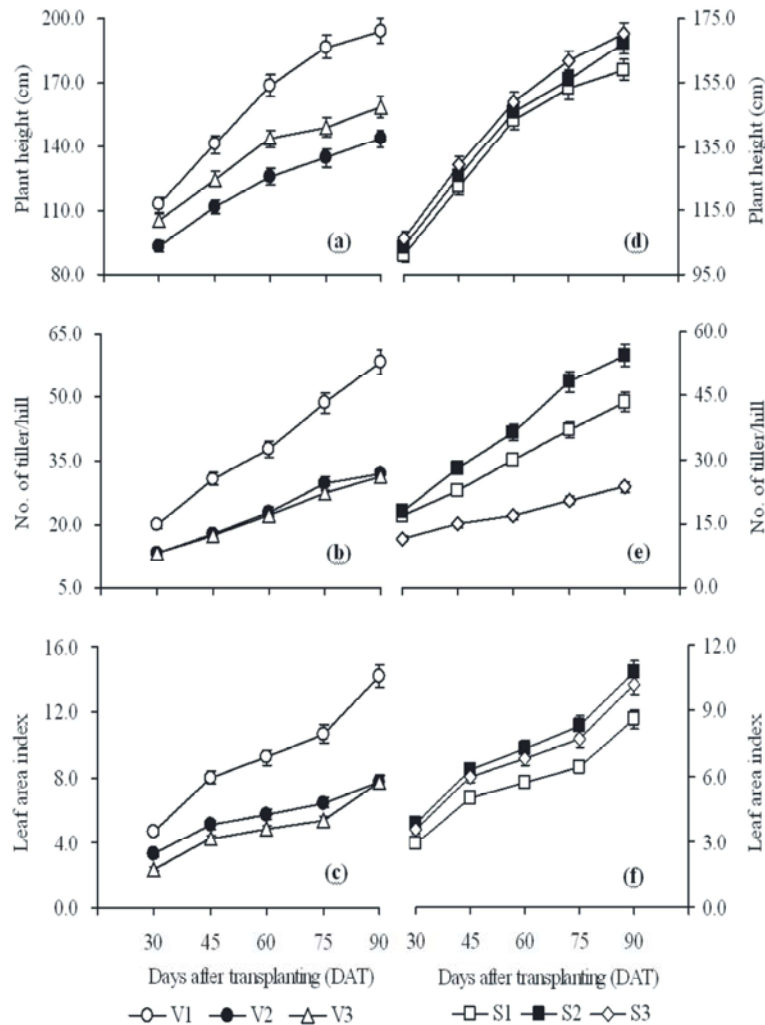 200.0
170.0
140.0
110.0
80.0
Plant height (cm)
(a)
175.0
155.0
135.0
115.0
95.0
Plant height (cm)
(d)
65.0
50.0
35.0
20.0
5.0
No. of tiller/hill
(b)
60.0
45.0
30.0
15.0
0.0
No. of tiller/hill
(e)
16.0
12.0
8.0
4.0
0.0
Leaf area index
(c)
12.0
9.0
6.0
3.0
0.0
Leaf area index
(f)
30 45 60 75 90
30 45 60 75 90
Days after transplanting (DAT)
Days after transplanting (DAT)
V1 V2 V3
S1 S2 S3